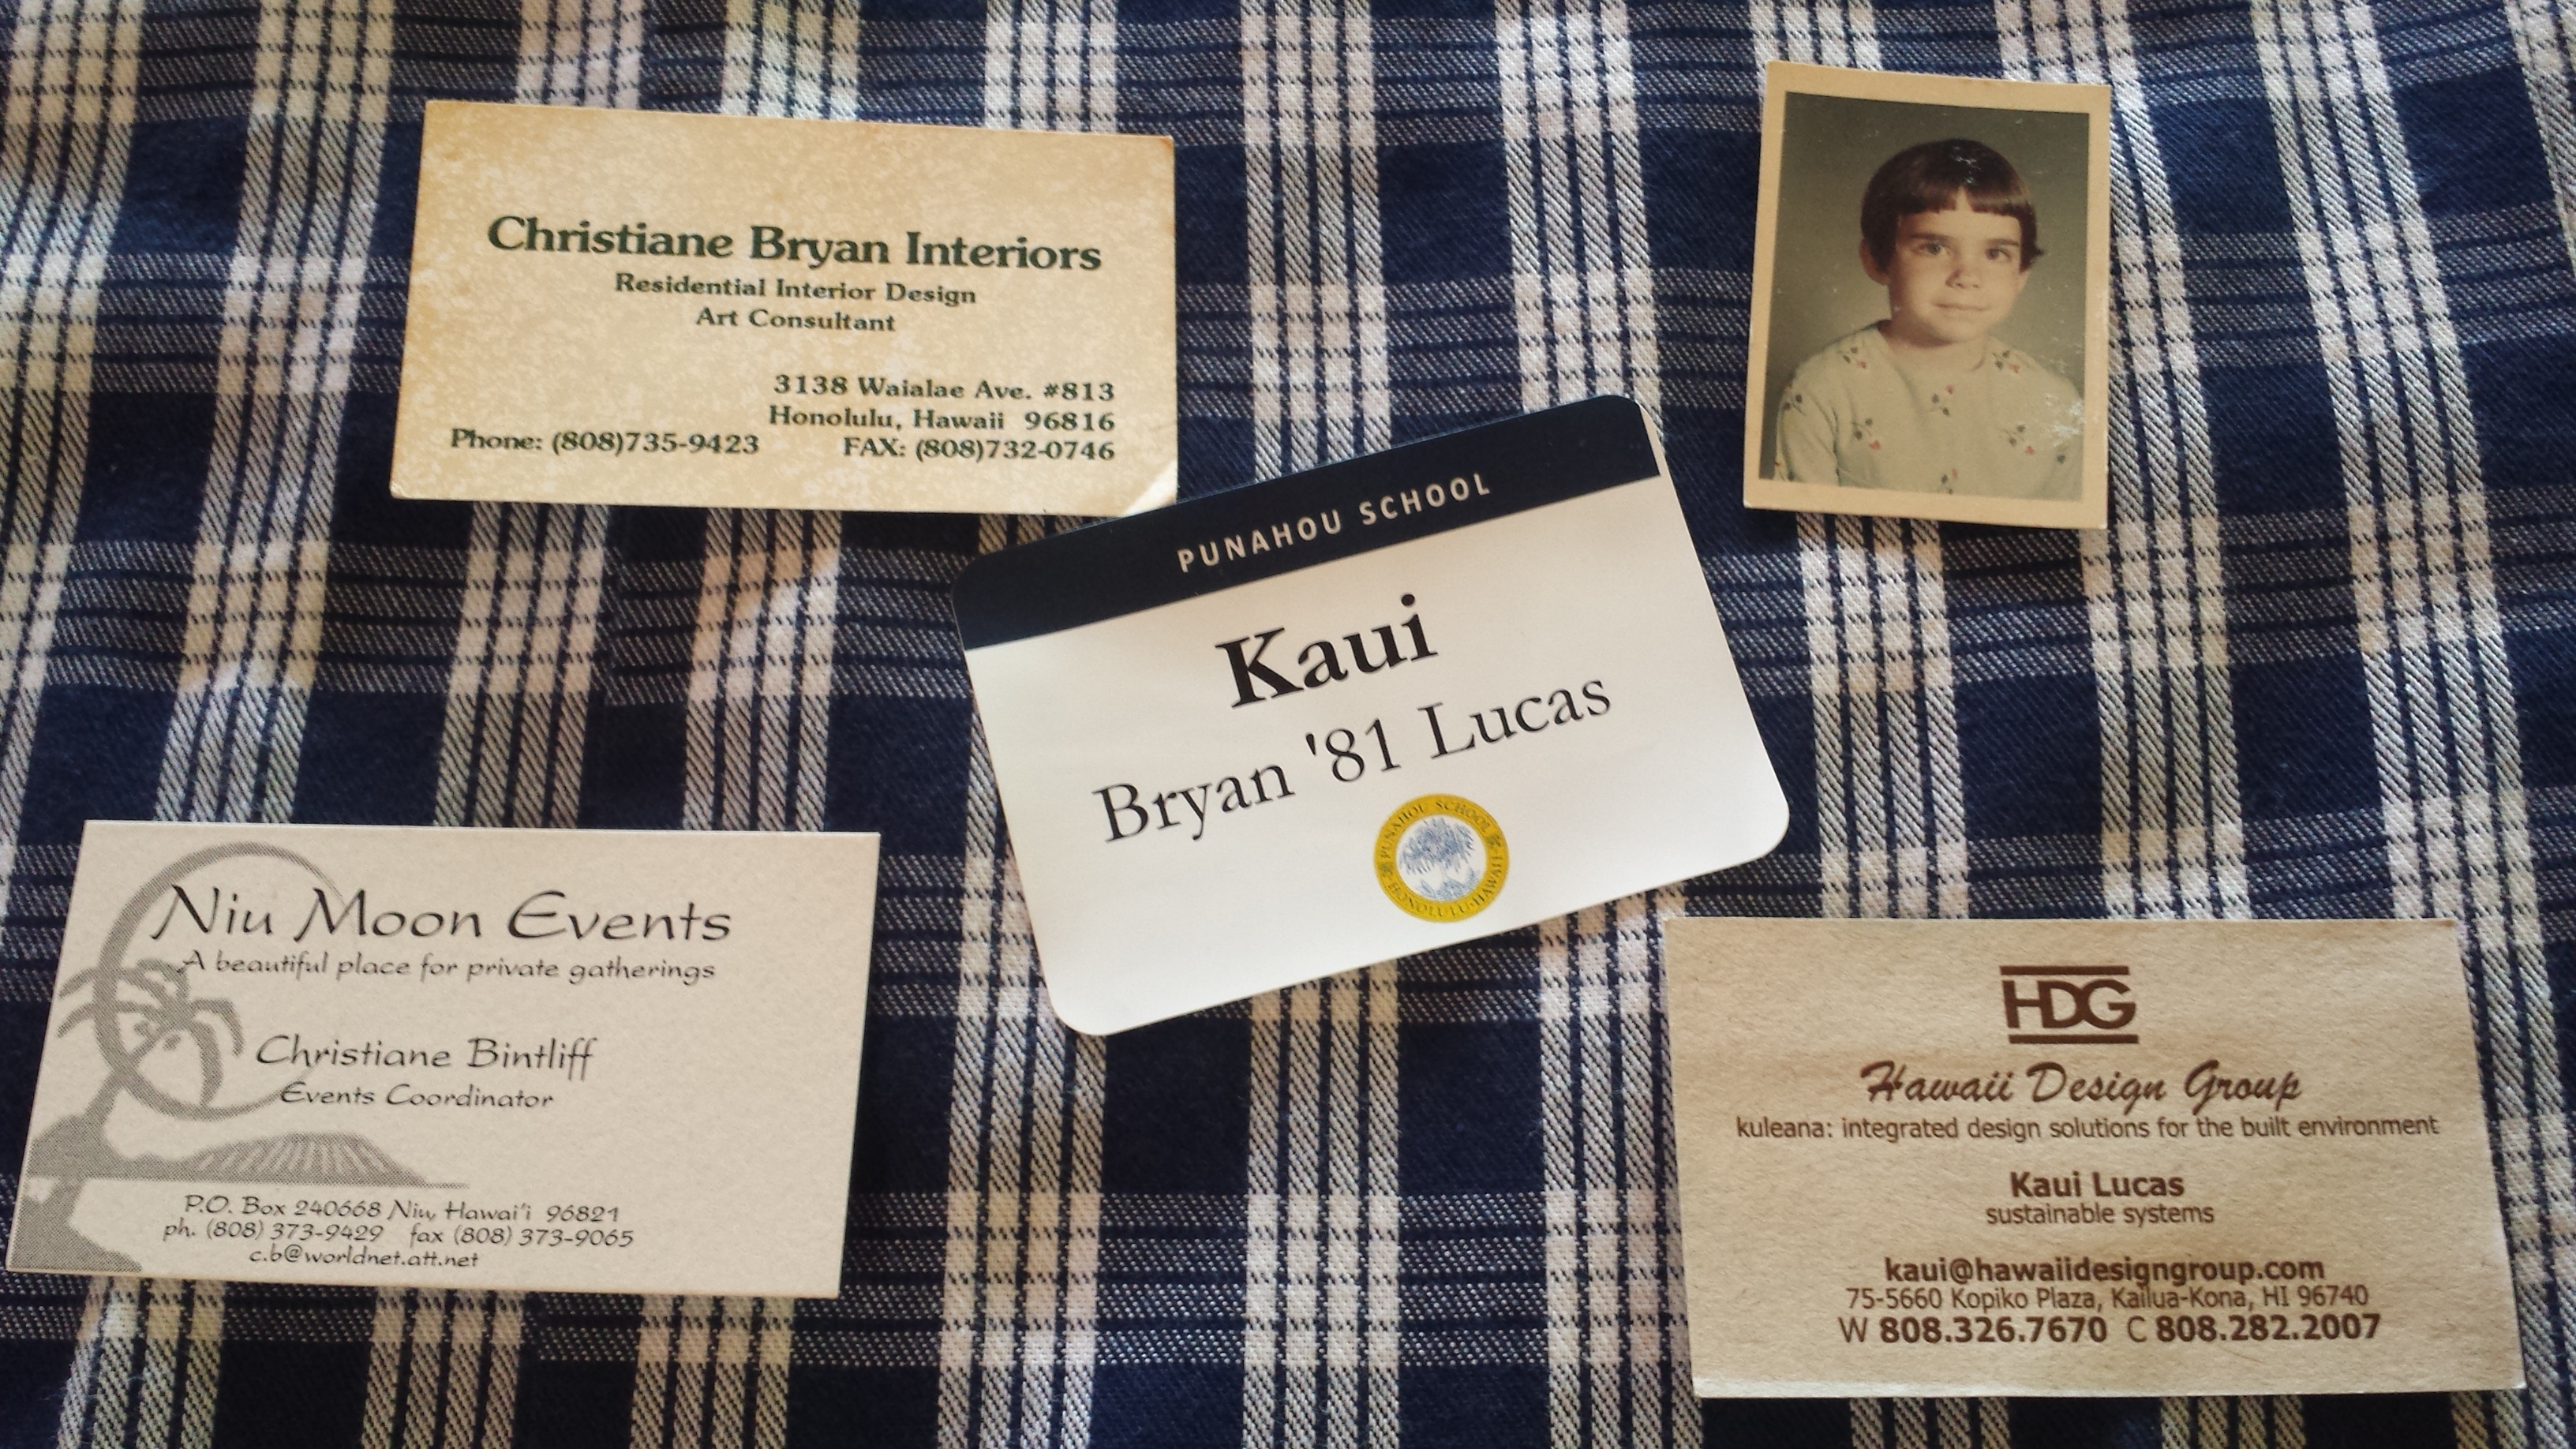 Christiane Bryan Interiors
Residential Interior Design
Art Consultant
3138 Waialae Ave. #813
Honolulu, Hawaii 96816
Phone: (808)735-9423 FAX: (808)732-0746
PUNAHOU SCHOOL
Kaui
Bryan '81 Lucas
PUNAHOU SCHOOL
HONOLULU·HAWAII
Niu Moon Events
A beautiful place for private gatherings
Christiane Bintliff
Events Coordinator
P.O. Box 240668 Niu, Hawai'i 96821
ph. (808) 373-9429 fax (808) 373-9065
c.b@worldnet.att.net
HDG
Hawaii Design Group
kuleana: integrated design solutions for the built environment
Kaui Lucas
sustainable systems
kaui@hawaiidesigngroup.com
75-5660 Kopiko Plaza, Kailua-Kona, HI 96740
W 808.326.7670 C 808.282.2007